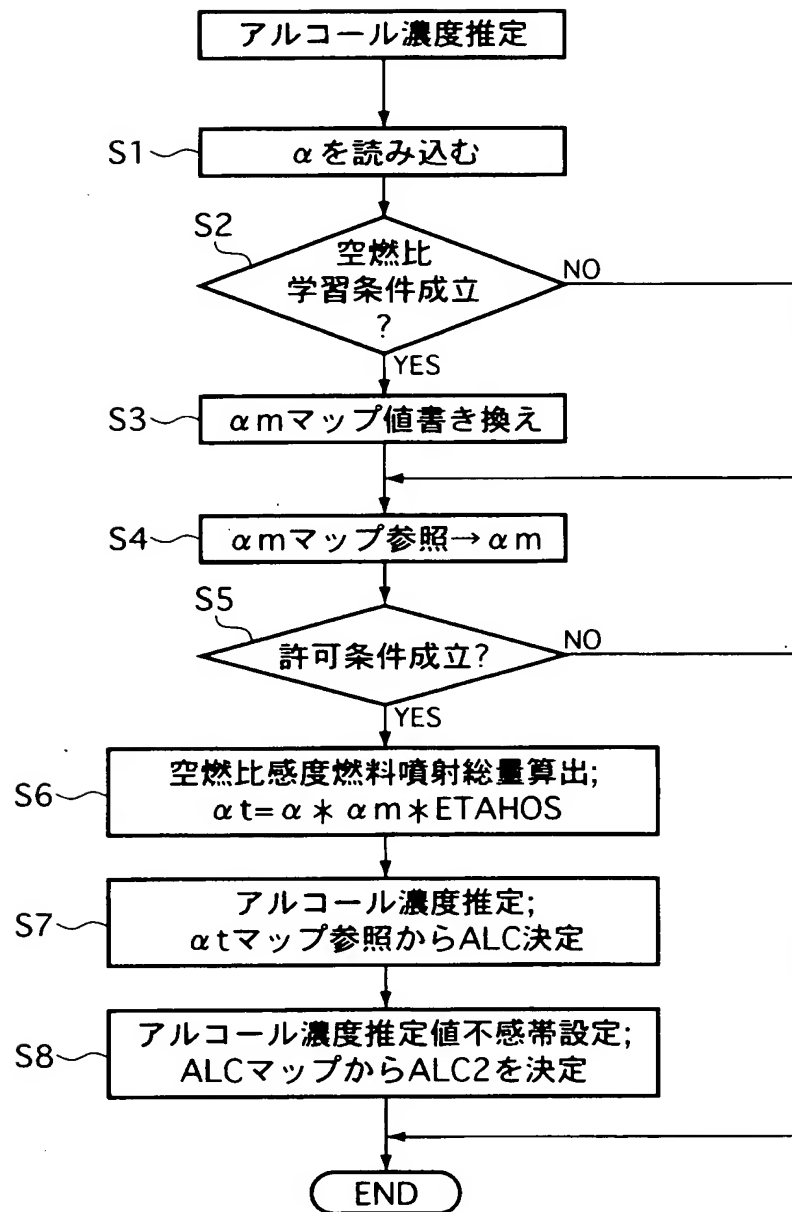 アルコール濃度推定
S1
αを読み込む
S2
空燃比
学習条件成立
?
NO
YES
S3
αmマップ値書き換え
S4
αmマップ参照→αm
S5
許可条件成立?
NO
YES
S6
空燃比感度燃料噴射総量算出;
αt=α*αm*ETAHOS
S7
アルコール濃度推定;
αtマップ参照からALC決定
S8
アルコール濃度推定値不感帯設定;
ALCマップからALC2を決定
END